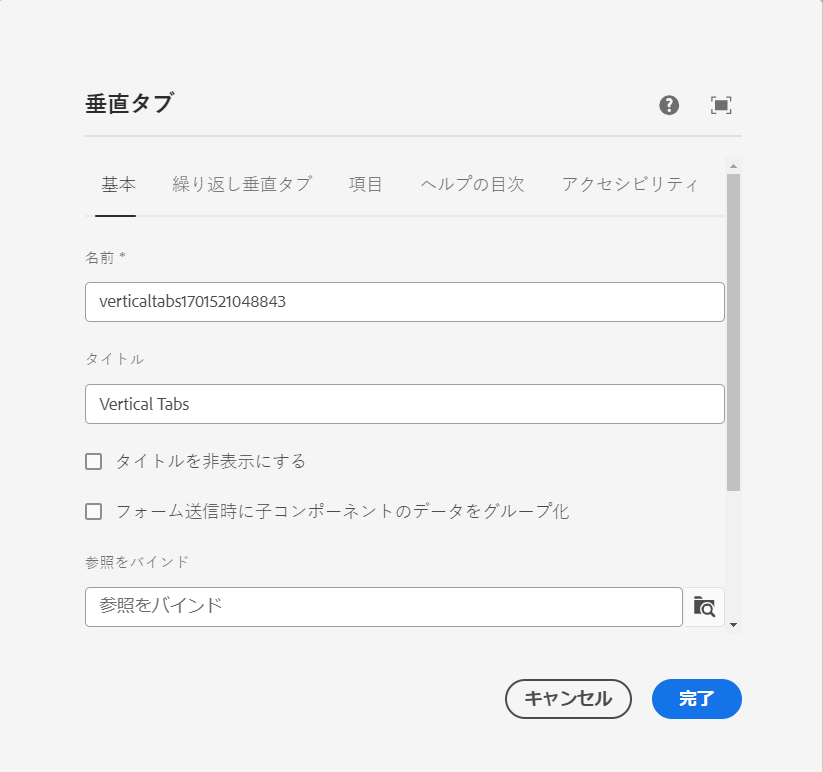 垂直タブ
基本 繰り返し垂直タブ 項目 ヘルプの目次 アクセシビリティ
名前 *
verticaltabs1701521048843
タイトル
Vertical Tabs
タイトルを非表示にする
フォーム送信時に子コンポーネントのデータをグループ化
参照をバインド
参照をバインド
キャンセル 完了